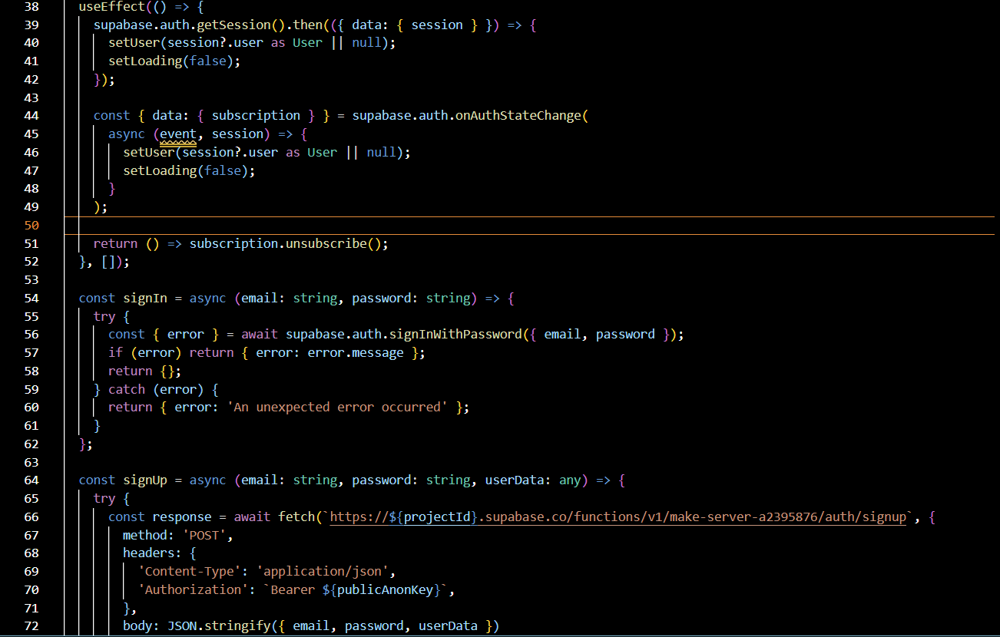 38 useEffect(() => {
39 supabase.auth.getSession().then(({ data: { session } }) => {
40 setUser(session?.user as User || null);
41 setLoading(false);
42 });
43
44 const { data: { subscription } } = supabase.auth.onAuthStateChange(
45 async (event, session) => {
46 setUser(session?.user as User || null);
47 setLoading(false);
48 }
49 );
50
51 return () => subscription.unsubscribe();
52 }, []);
53
54 const signIn = async (email: string, password: string) => {
55 try {
56 const { error } = await supabase.auth.signInWithPassword({ email, password });
57 if (error) return { error: error.message };
58 return {};
59 } catch (error) {
60 return { error: 'An unexpected error occurred' };
61 }
62 };
63
64 const signUp = async (email: string, password: string, userData: any) => {
65 try {
66 const response = await fetch(`https://${projectId}.supabase.co/functions/v1/make-server-a2395876/auth/signup`, {
67 method: 'POST',
68 headers: {
69 'Content-Type': 'application/json',
70 'Authorization': `Bearer ${publicAnonKey}`,
71 },
72 body: JSON.stringify({ email, password, userData })